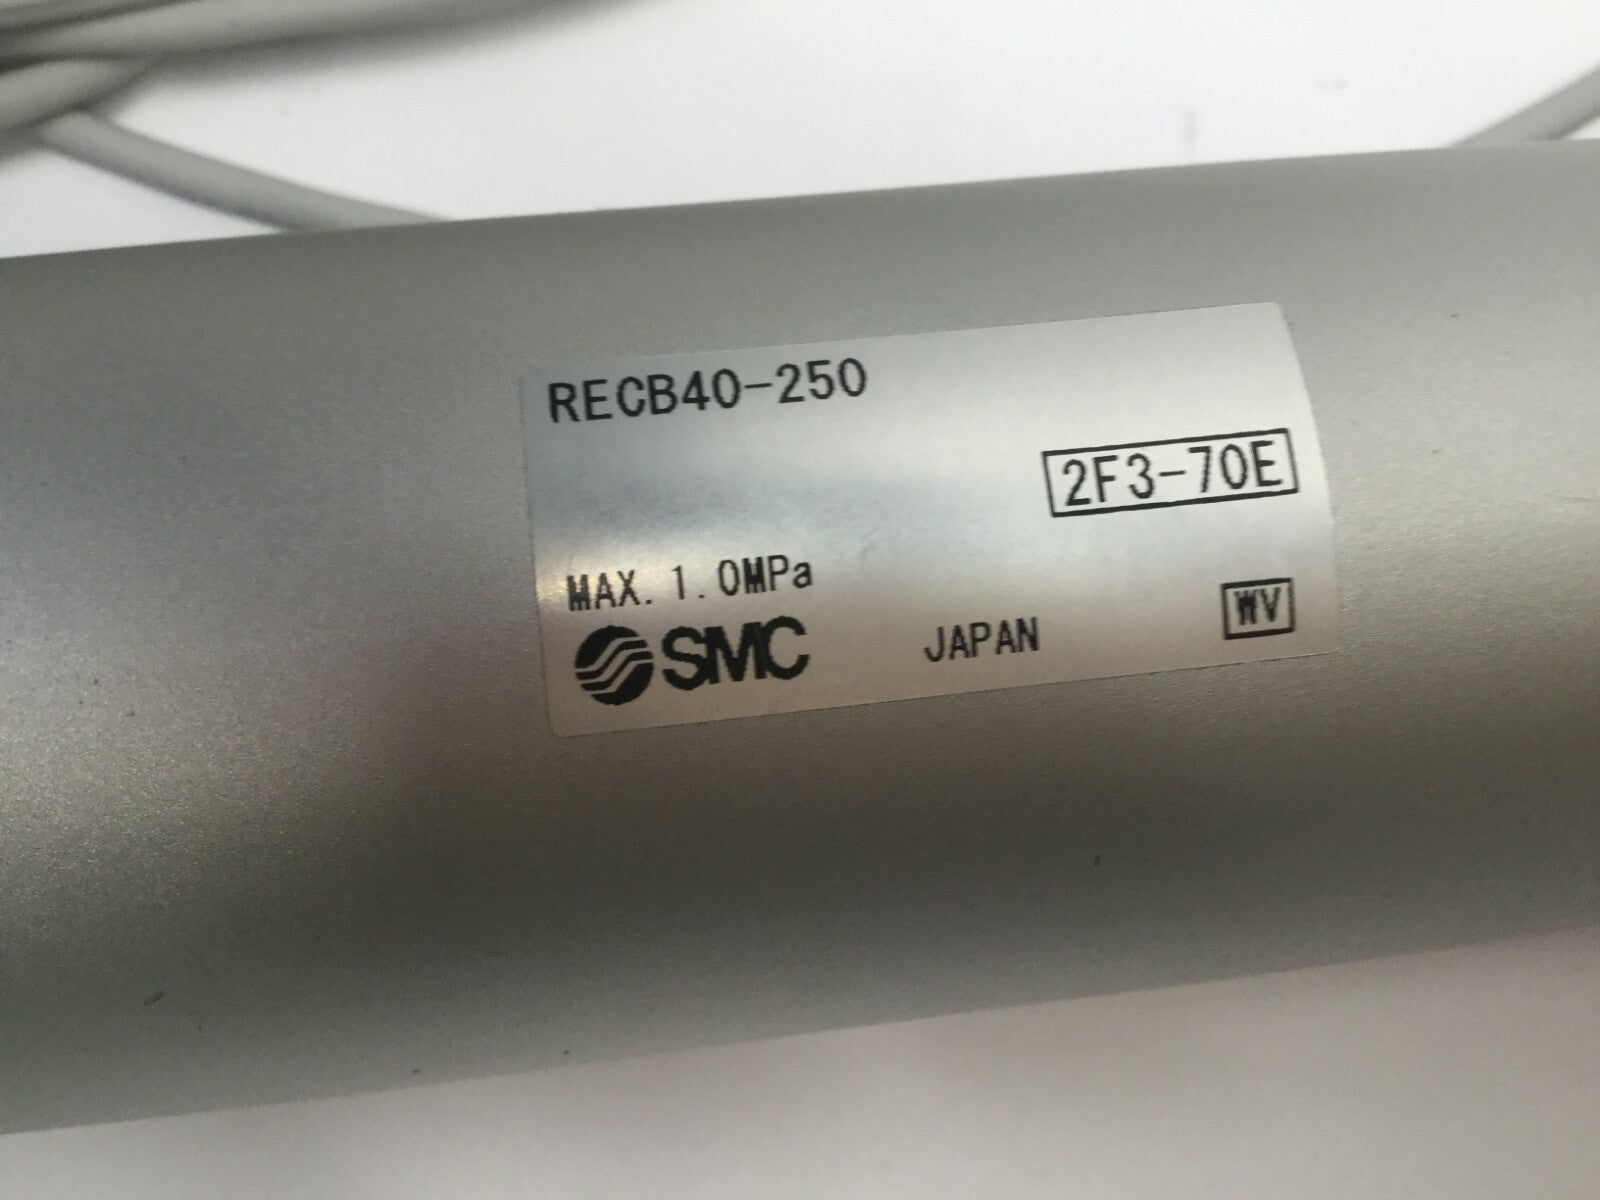 RECB40-250
2F3-70E
MAX. 1.0MPa
SMC JAPAN WV